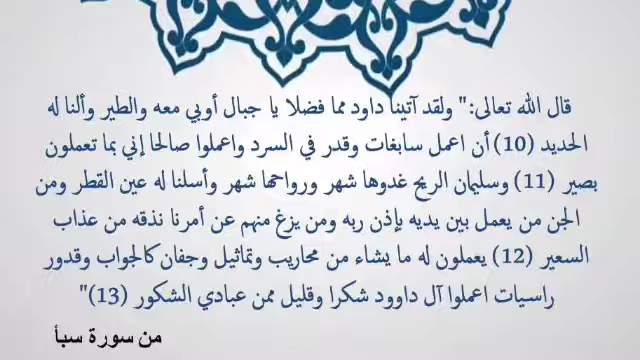 قال الله تعالى:" ولقد آتينا داود مما فضلا يا جبال أوبي معه والطير وألنا له
الحديد (10) أن اعمل سابغات وقدر في السرد واعملوا صالحا إني بما تعملون
بصير (11) وسليمان الريح غدوها شهر ورواحها شهر وأسلنا له عين القطر ومن
الجن من يعمل بين يديه بإذن ربه ومن يزغ منهم عن أمرنا نذقه من عذاب
السعير (12) يعملون له ما يشاء من محاريب وتماثيل وجفان كالجواب وقدور
راسيات اعملوا آل داوود شكرا وقليل ممن عبادي الشكور (13)"
من سورة سبأ